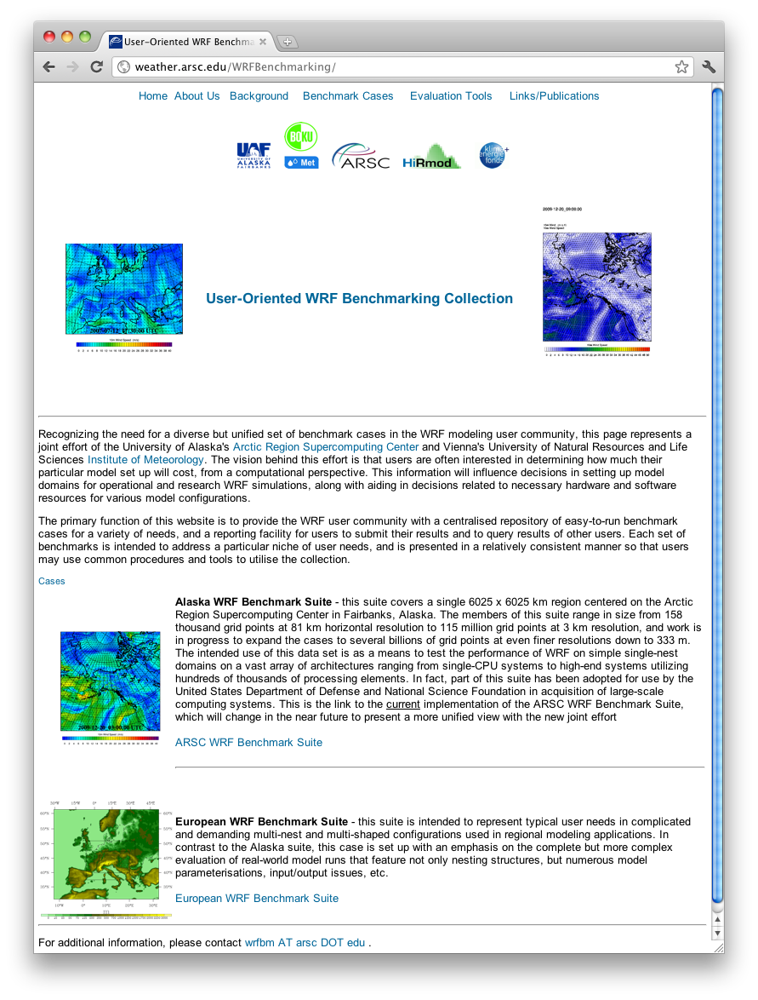 User-Oriented WRF Benchma
weather.arsc.edu/WRFBenchmarking/
Home About Us Background Benchmark Cases Evaluation Tools Links/Publications
UAF
UNIVERSITY OF
ALASKA
FAIRBANKS
BOKU
Met
ARSC
HiRmod
klima+
energie
fonds
2009-12-20_09:00:00
User-Oriented WRF Benchmarking Collection
Recognizing the need for a diverse but unified set of benchmark cases in the WRF modeling user community, this page represents a
joint effort of the University of Alaska's Arctic Region Supercomputing Center and Vienna's University of Natural Resources and Life
Sciences Institute of Meteorology. The vision behind this effort is that users are often interested in determining how much their
particular model set up will cost, from a computational perspective. This information will influence decisions in setting up model
domains for operational and research WRF simulations, along with aiding in decisions related to necessary hardware and software
resources for various model configurations.
The primary function of this website is to provide the WRF user community with a centralised repository of easy-to-run benchmark
cases for a variety of needs, and a reporting facility for users to submit their results and to query results of other users. Each set of
benchmarks is intended to address a particular niche of user needs, and is presented in a relatively consistent manner so that users
may use common procedures and tools to utilise the collection.
Cases
Alaska WRF Benchmark Suite - this suite covers a single 6025 x 6025 km region centered on the Arctic
Region Supercomputing Center in Fairbanks, Alaska. The members of this suite range in size from 158
thousand grid points at 81 km horizontal resolution to 115 million grid points at 3 km resolution, and work is
in progress to expand the cases to several billions of grid points at even finer resolutions down to 333 m.
The intended use of this data set is as a means to test the performance of WRF on simple single-nest
domains on a vast array of architectures ranging from single-CPU systems to high-end systems utilizing
hundreds of thousands of processing elements. In fact, part of this suite has been adopted for use by the
United States Department of Defense and National Science Foundation in acquisition of large-scale
computing systems. This is the link to the current implementation of the ARSC WRF Benchmark Suite,
which will change in the near future to present a more unified view with the new joint effort
ARSC WRF Benchmark Suite
European WRF Benchmark Suite - this suite is intended to represent typical user needs in complicated
and demanding multi-nest and multi-shaped configurations used in regional modeling applications. In
contrast to the Alaska suite, this case is set up with an emphasis on the complete but more complex
evaluation of real-world model runs that feature not only nesting structures, but numerous model
parameterisations, input/output issues, etc.
European WRF Benchmark Suite
For additional information, please contact wrfbm AT arsc DOT edu .